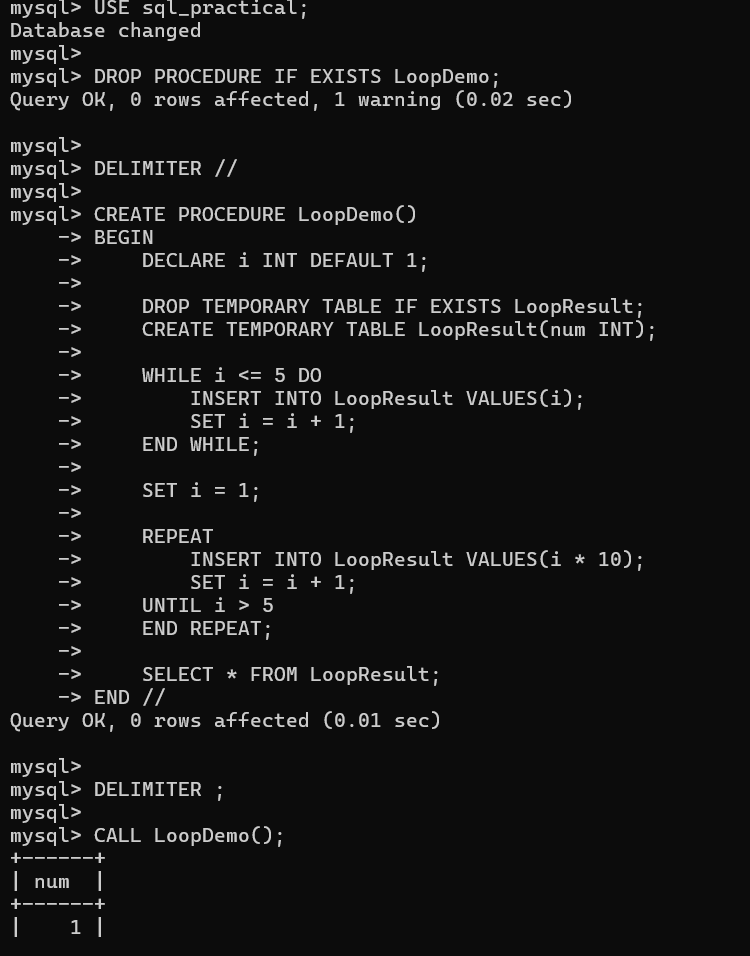 mysql> USE sql_practical;
Database changed
mysql>
mysql> DROP PROCEDURE IF EXISTS LoopDemo;
Query OK, 0 rows affected, 1 warning (0.02 sec)

mysql>
mysql> DELIMITER //
mysql>
mysql> CREATE PROCEDURE LoopDemo()
    -> BEGIN
    ->     DECLARE i INT DEFAULT 1;
    ->
    ->     DROP TEMPORARY TABLE IF EXISTS LoopResult;
    ->     CREATE TEMPORARY TABLE LoopResult(num INT);
    ->
    ->     WHILE i <= 5 DO
    ->         INSERT INTO LoopResult VALUES(i);
    ->         SET i = i + 1;
    ->     END WHILE;
    ->
    ->     SET i = 1;
    ->
    ->     REPEAT
    ->         INSERT INTO LoopResult VALUES(i * 10);
    ->         SET i = i + 1;
    ->     UNTIL i > 5
    ->     END REPEAT;
    ->
    ->     SELECT * FROM LoopResult;
    -> END //
Query OK, 0 rows affected (0.01 sec)

mysql>
mysql> DELIMITER ;
mysql>
mysql> CALL LoopDemo();
+------+
| num  |
+------+
|    1 |